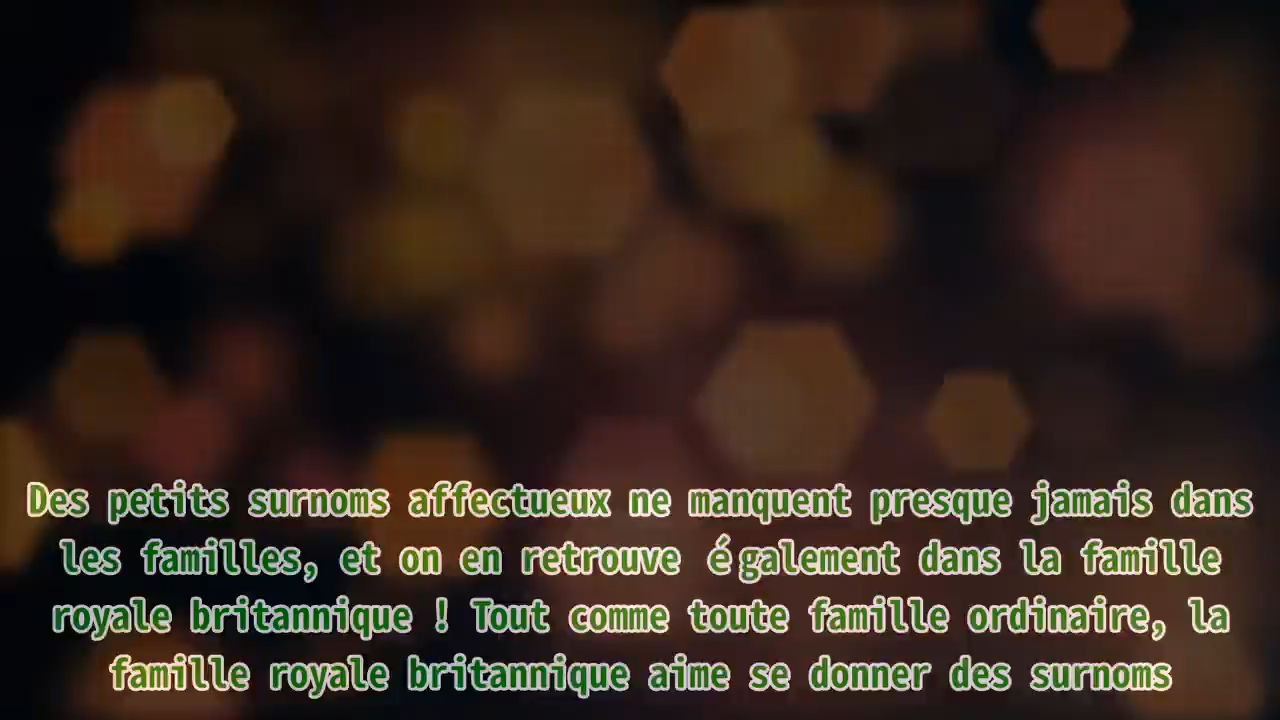 Des petits surnoms affectueux ne manquent presque jamais dans
les familles, et on en retrouve également dans la famille
royale britannique ! Tout comme toute famille ordinaire, la
famille royale britannique aime se donner des surnoms